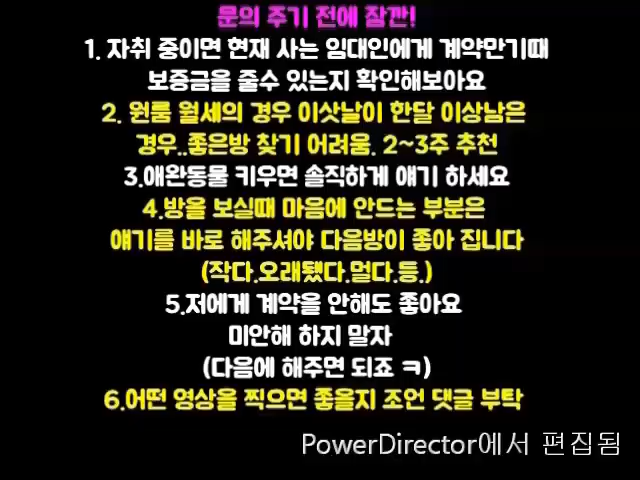 문의 주기 전에 잠깐!
1. 자취 중이면 현재 사는 임대인에게 계약만기때
보증금을 줄수 있는지 확인해보아요
2. 원룸 월세의 경우 이삿날이 한달 이상남은
경우..좋은방 찾기 어려움. 2~3주 추천
3.애완동물 키우면 솔직하게 얘기 하세요
4.방을 보실때 마음에 안드는 부분은
얘기를 바로 해주셔야 다음방이 좋아 집니다
(작다.오래됐다.멀다.등.)
5.저에게 계약을 안해도 좋아요
미안해 하지 말자
(다음에 해주면 되죠 ㅋ)
6.어떤 영상을 찍으면 좋을지 조언 댓글 부탁
PowerDirector에서 편집됨